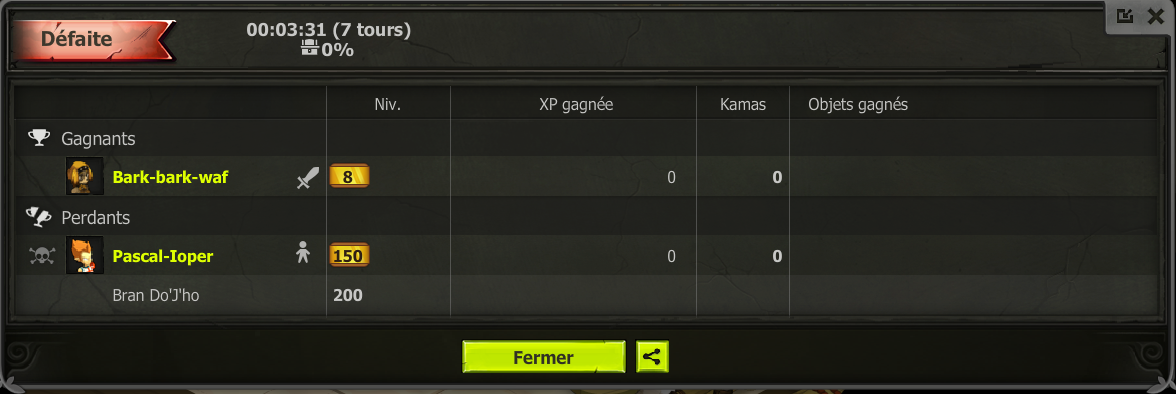 Défaite
00:03:31 (7 tours)
0%
Niv. XP gagnée Kamas Objets gagnés
Gagnants
Bark-bark-waf 8 0 0
Perdants
Pascal-Ioper 150 0 0
Bran Do'J'ho 200
Fermer